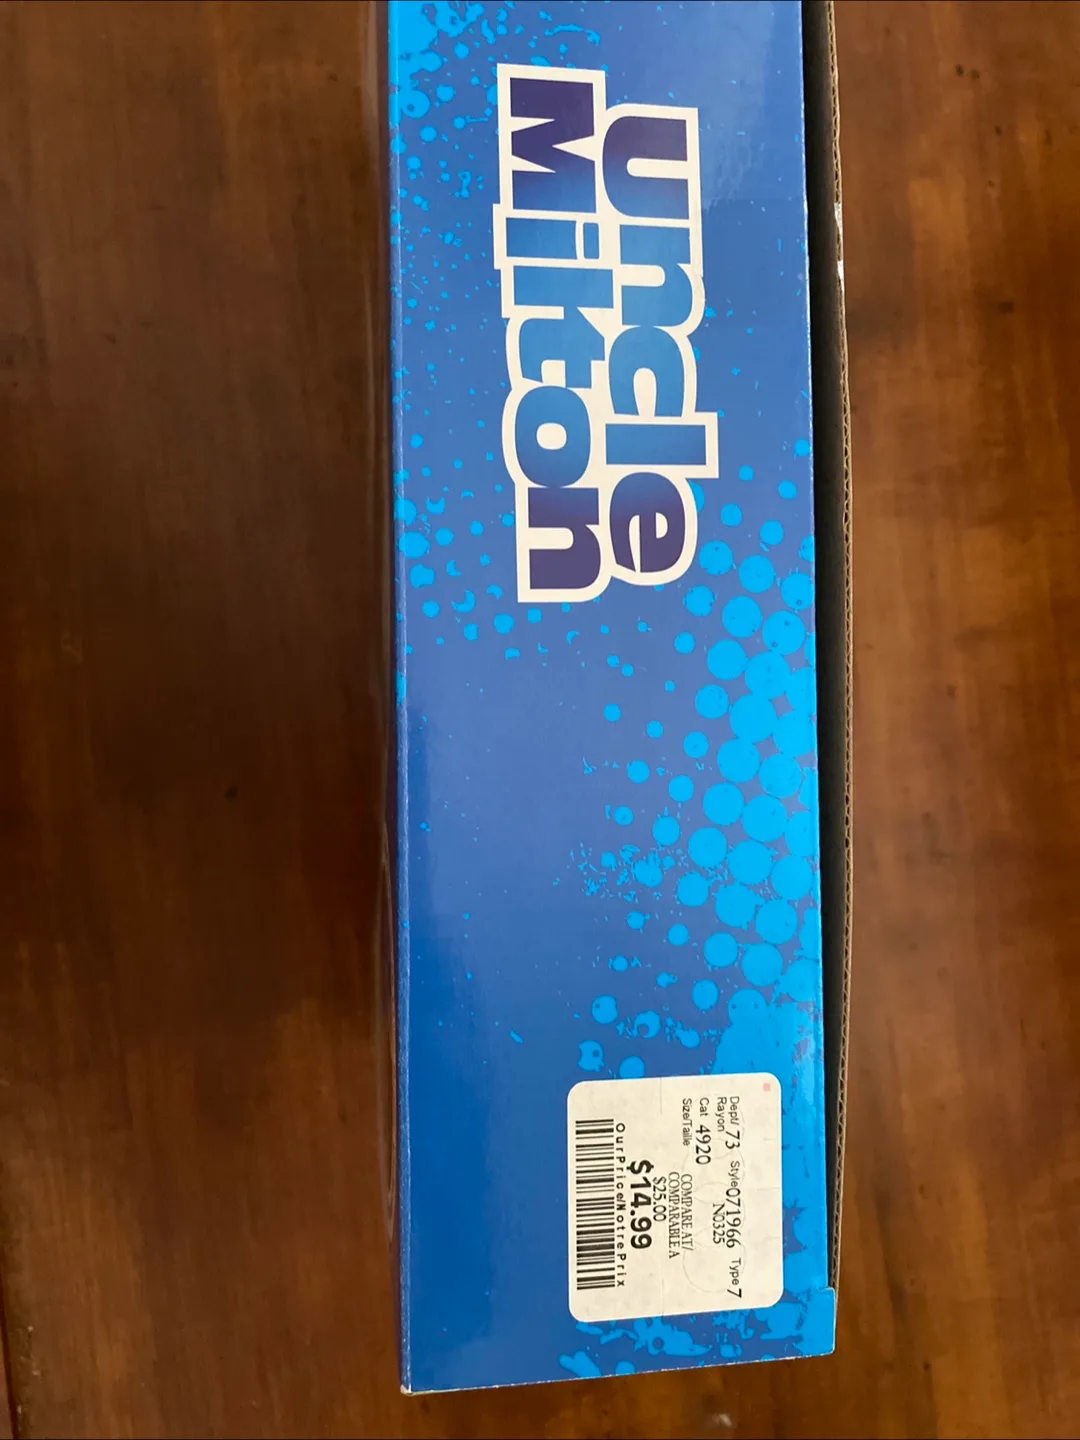 Uncle
Milton
Dept/ 73 Style 071966 Type 7
Rayon N0325
Cat 4920
Size/Taille COMPARE AT/
COMPARABLE A
$25.00
$14.99
OurPrice/NotrePrix